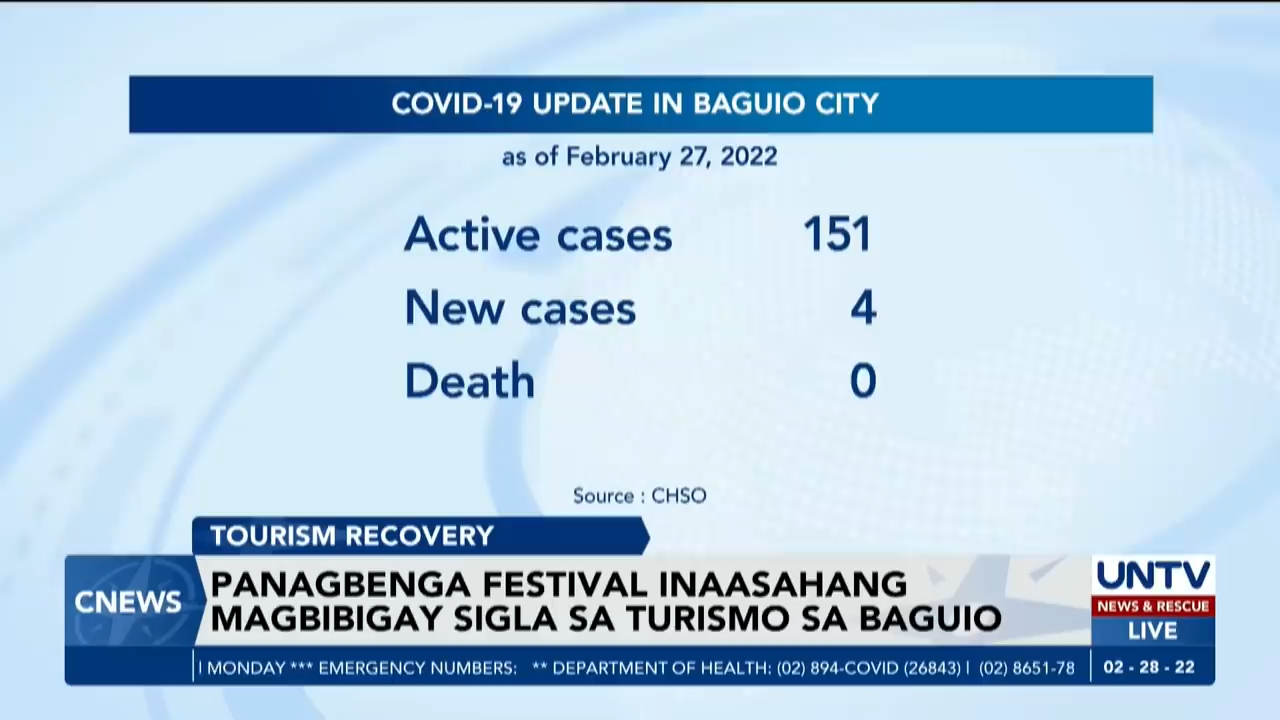 COVID-19 UPDATE IN BAGUIO CITY
as of February 27, 2022
Active cases 151
New cases 4
Death 0
Source : CHSO
TOURISM RECOVERY
CNEWS
PANAGBENGA FESTIVAL INAASAHANG
MAGBIBIGAY SIGLA SA TURISMO SA BAGUIO
UNTV
NEWS & RESCUE
LIVE
I MONDAY *** EMERGENCY NUMBERS: ** DEPARTMENT OF HEALTH: (02) 894-COVID (26843) I (02) 8651-78
02 - 28 - 22